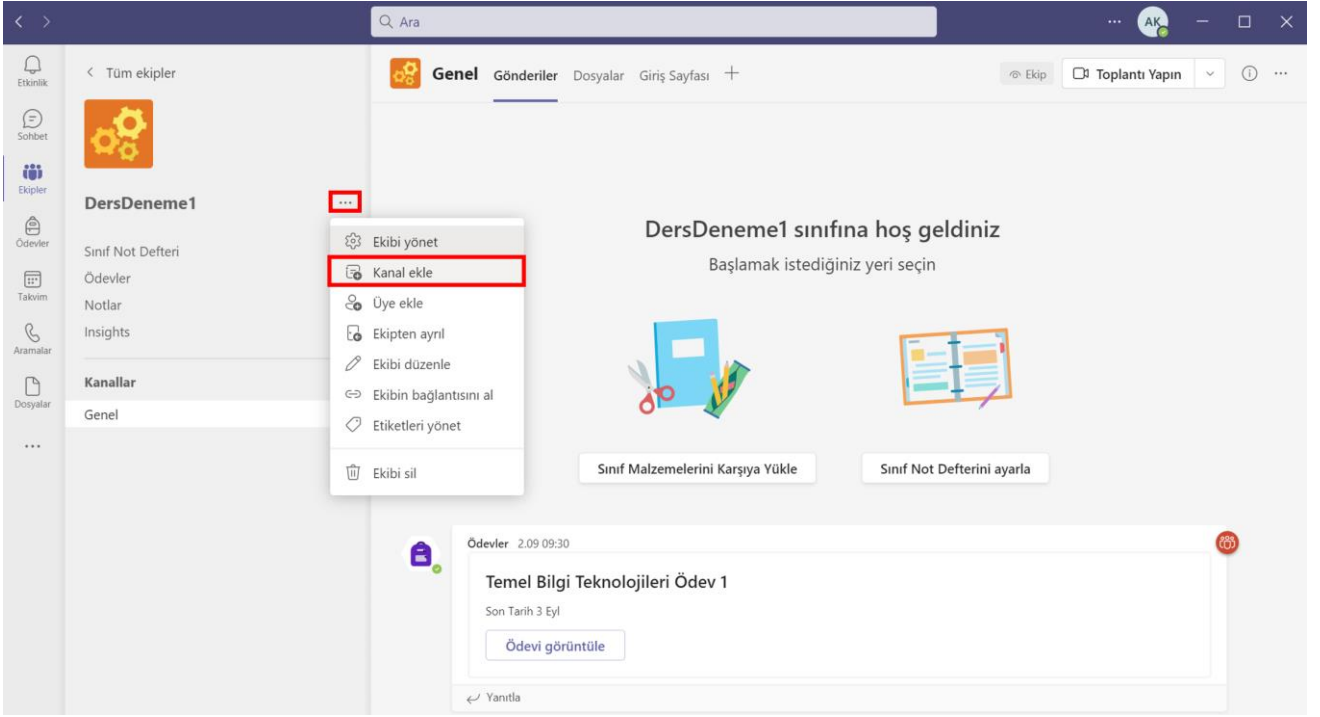 Ara
AK
Etkinlik
Sohbet
Ekipler
Ödevler
Takvim
Aramalar
Dosyalar
Tüm ekipler
DersDeneme1
Sınıf Not Defteri
Ödevler
Notlar
Insights
Kanallar
Genel
Ekibi yönet
Kanal ekle
Üye ekle
Ekipten ayrıl
Ekibi düzenle
Ekibin bağlantısını al
Etiketleri yönet
Ekibi sil
Genel Gönderiler Dosyalar Giriş Sayfası
Ekip Toplantı Yapın
DersDeneme1 sınıfına hoş geldiniz
Başlamak istediğiniz yeri seçin
Sınıf Malzemelerini Karşıya Yükle
Sınıf Not Defterini ayarla
Ödevler 2.09 09:30
Temel Bilgi Teknolojileri Ödev 1
Son Tarih 3 Eyl
Ödevi görüntüle
Yanıtla